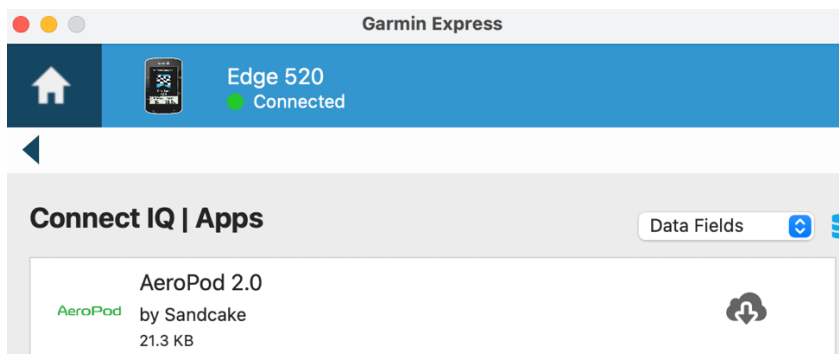 Garmin Express
Edge 520
Connected
Connect IQ | Apps
Data Fields
AeroPod 2.0
AeroPod
by Sandcake
21.3 KB